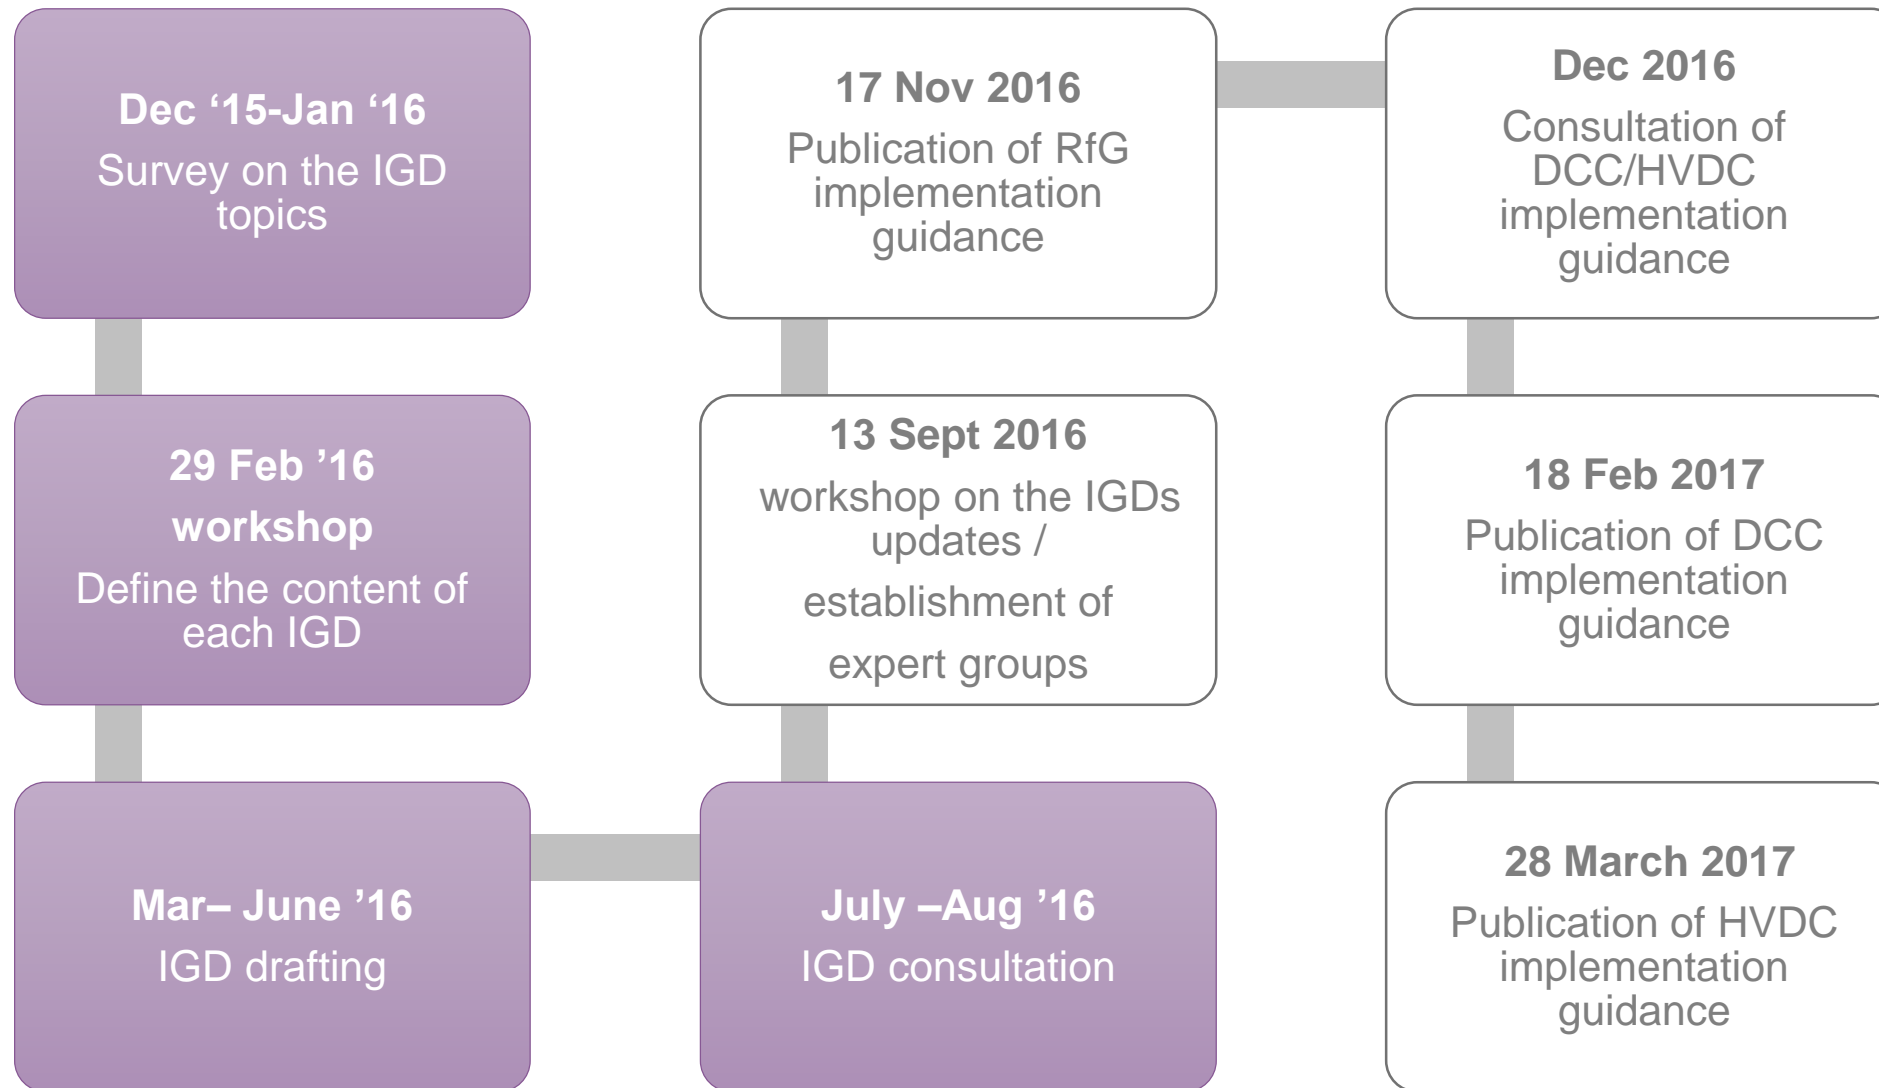 Dec ‘15-Jan ‘16
Survey on the IGD
topics
29 Feb ’16
workshop
Define the content of
each IGD
Mar– June ’16
IGD drafting
July –Aug ’16
IGD consultation
13 Sept 2016
workshop on the IGDs
updates /
establishment of
expert groups
17 Nov 2016
Publication of RfG
implementation
guidance
Dec 2016
Consultation of
DCC/HVDC
implementation
guidance
18 Feb 2017
Publication of DCC
implementation
guidance
28 March 2017
Publication of HVDC
implementation
guidance